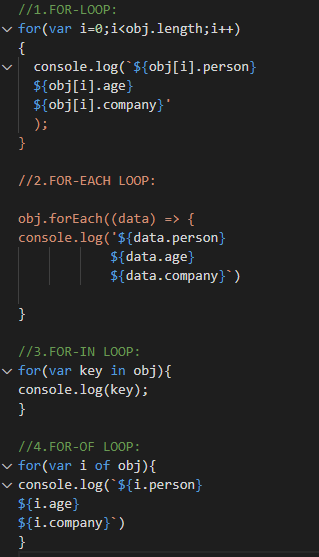 //1.FOR-LOOP:
for(var i=0;i<obj.length;i++)
{
console.log(`${obj[i].person}
${obj[i].age}
${obj[i].company}'
);
}
//2.FOR-EACH LOOP:
obj.forEach((data) => {
console.log('${data.person}
${data.age}
${data.company}`)
}
//3.FOR-IN LOOP:
for(var key in obj){
console.log(key);
}
//4.FOR-OF LOOP:
for(var i of obj){
console.log(`${i.person}
${i.age}
${i.company}`)
}